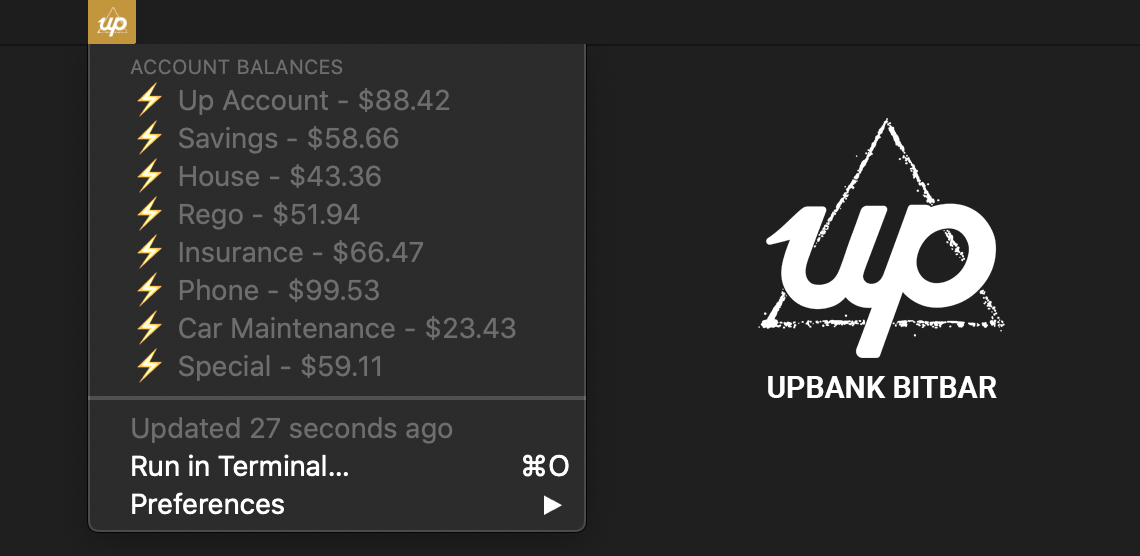 up
ACCOUNT BALANCES
⚡ Up Account - $88.42
⚡ Savings - $58.66
⚡ House - $43.36
⚡ Rego - $51.94
⚡ Insurance - $66.47
⚡ Phone - $99.53
⚡ Car Maintenance - $23.43
⚡ Special - $59.11
Updated 27 seconds ago
Run in Terminal... ⌘O
Preferences ▶
up
UPBANK BITBAR